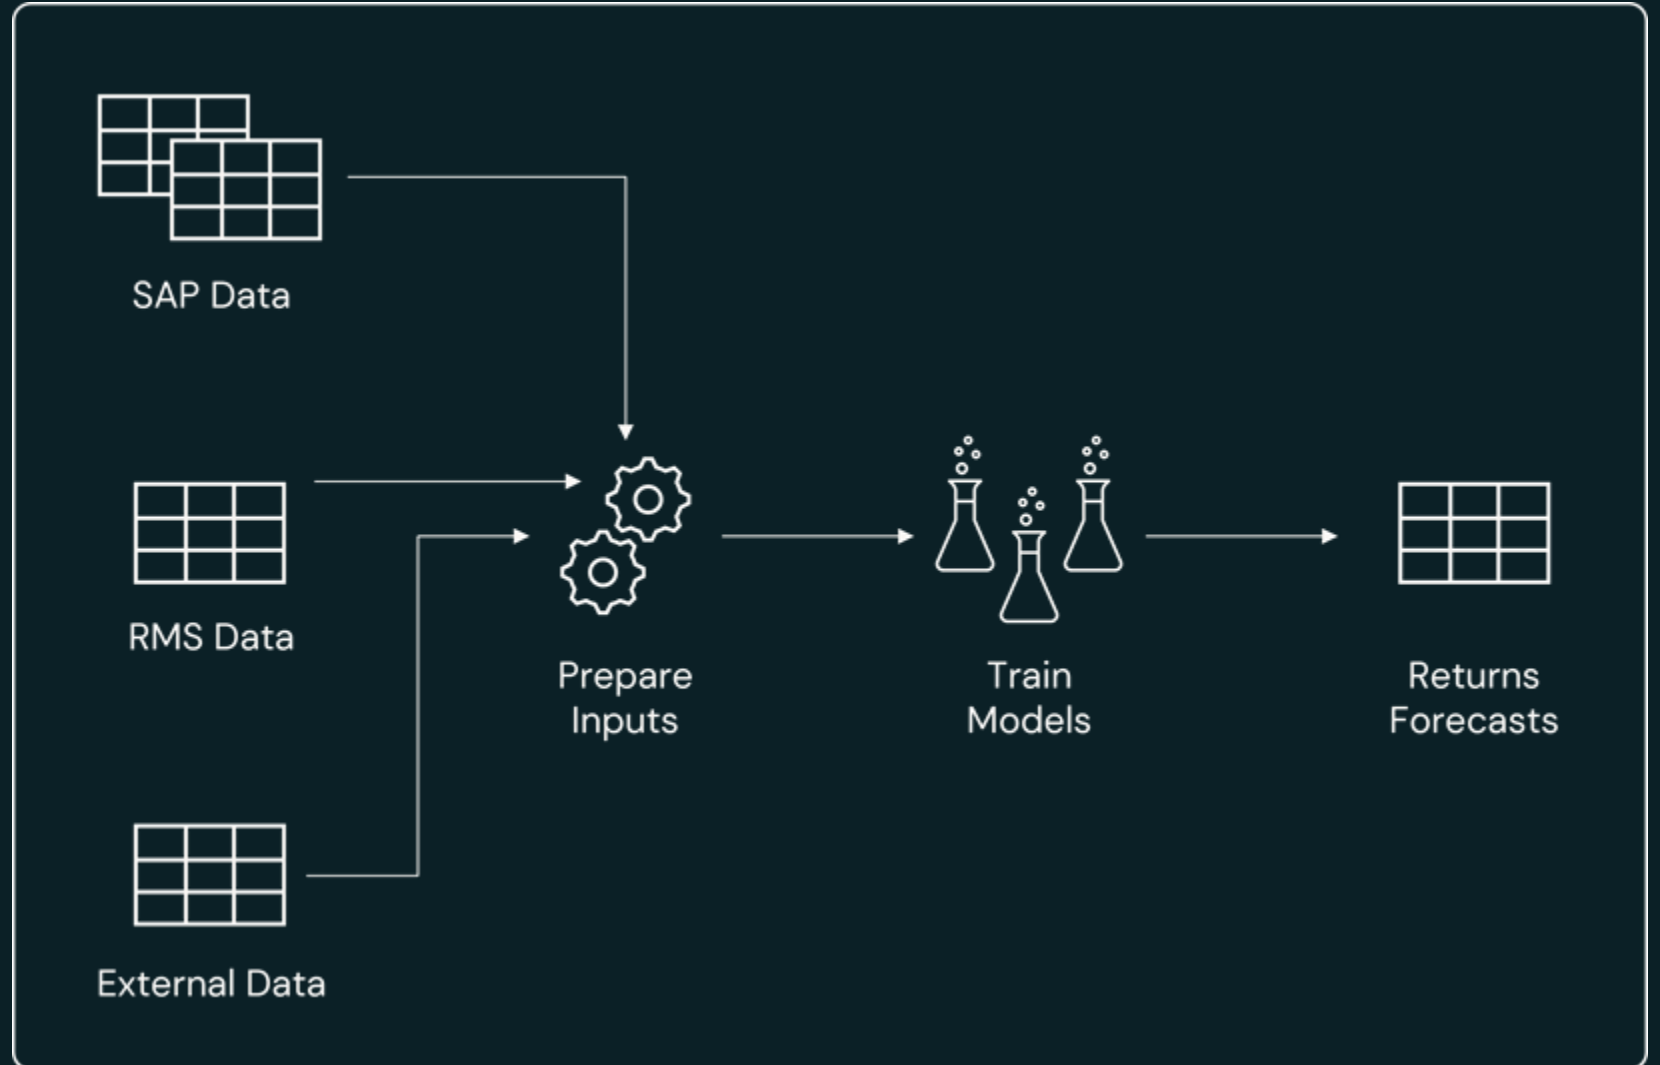 SAP Data
RMS Data
External Data
Prepare
Inputs
Train
Models
Returns
Forecasts